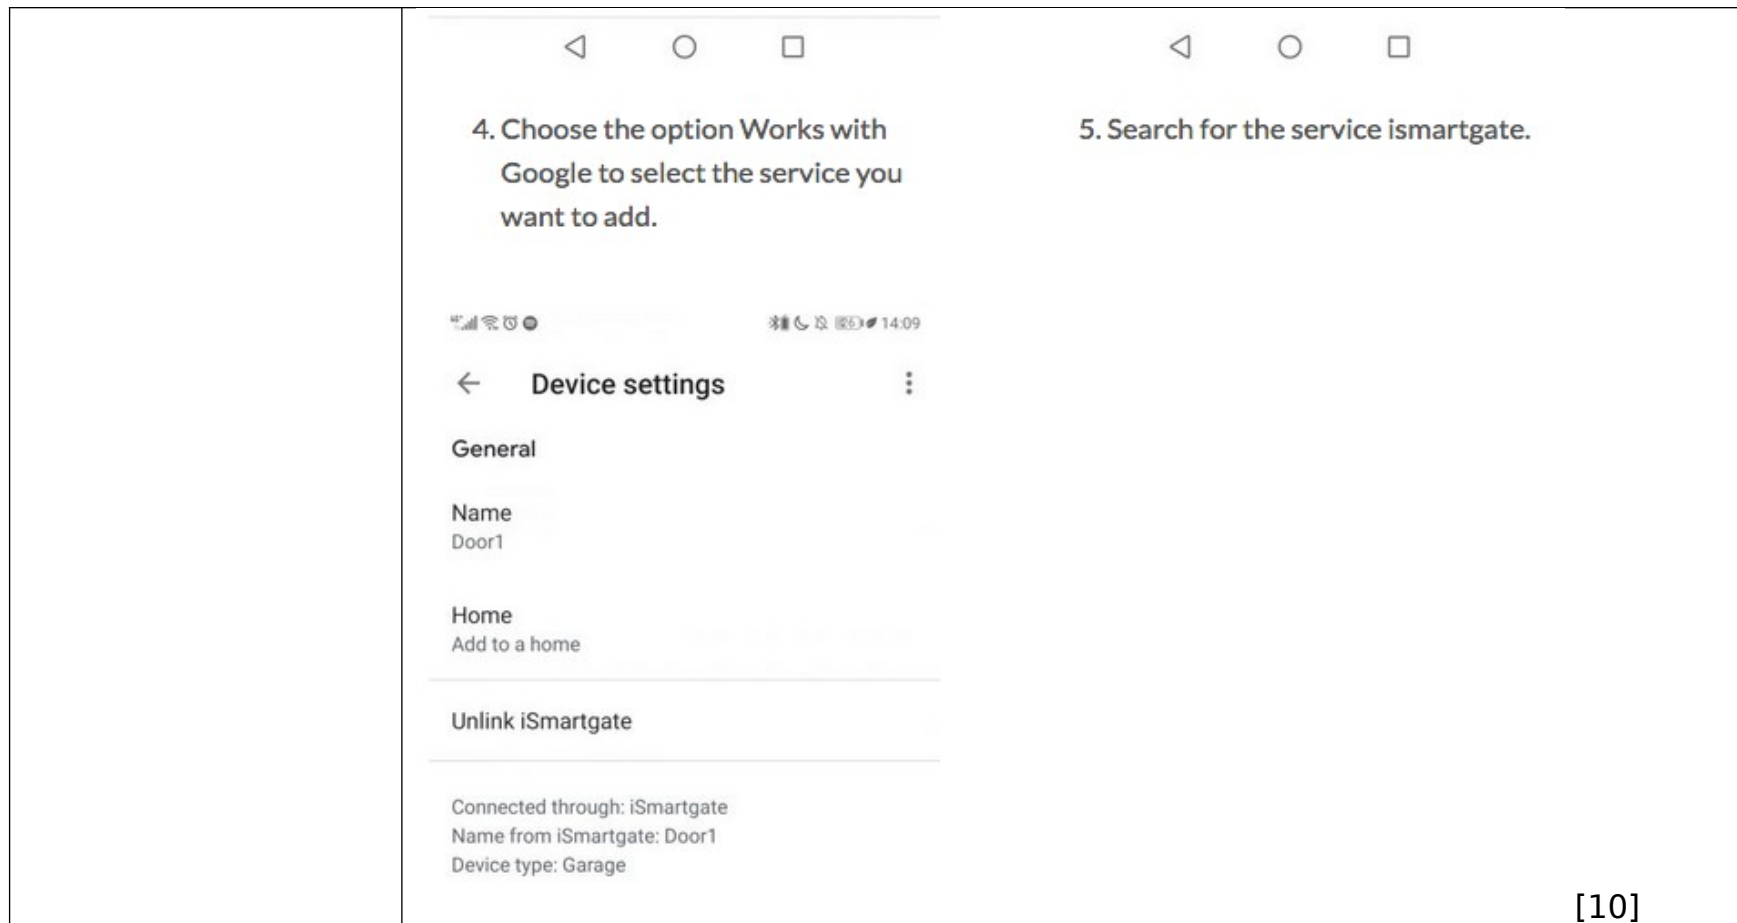 4. Choose the option Works with
Google to select the service you
want to add.
5. Search for the service ismartgate.
14:09
Device settings
General
Name
Door1
Home
Add to a home
Unlink iSmartgate
Connected through: iSmartgate
Name from iSmartgate: Door1
Device type: Garage
[10]